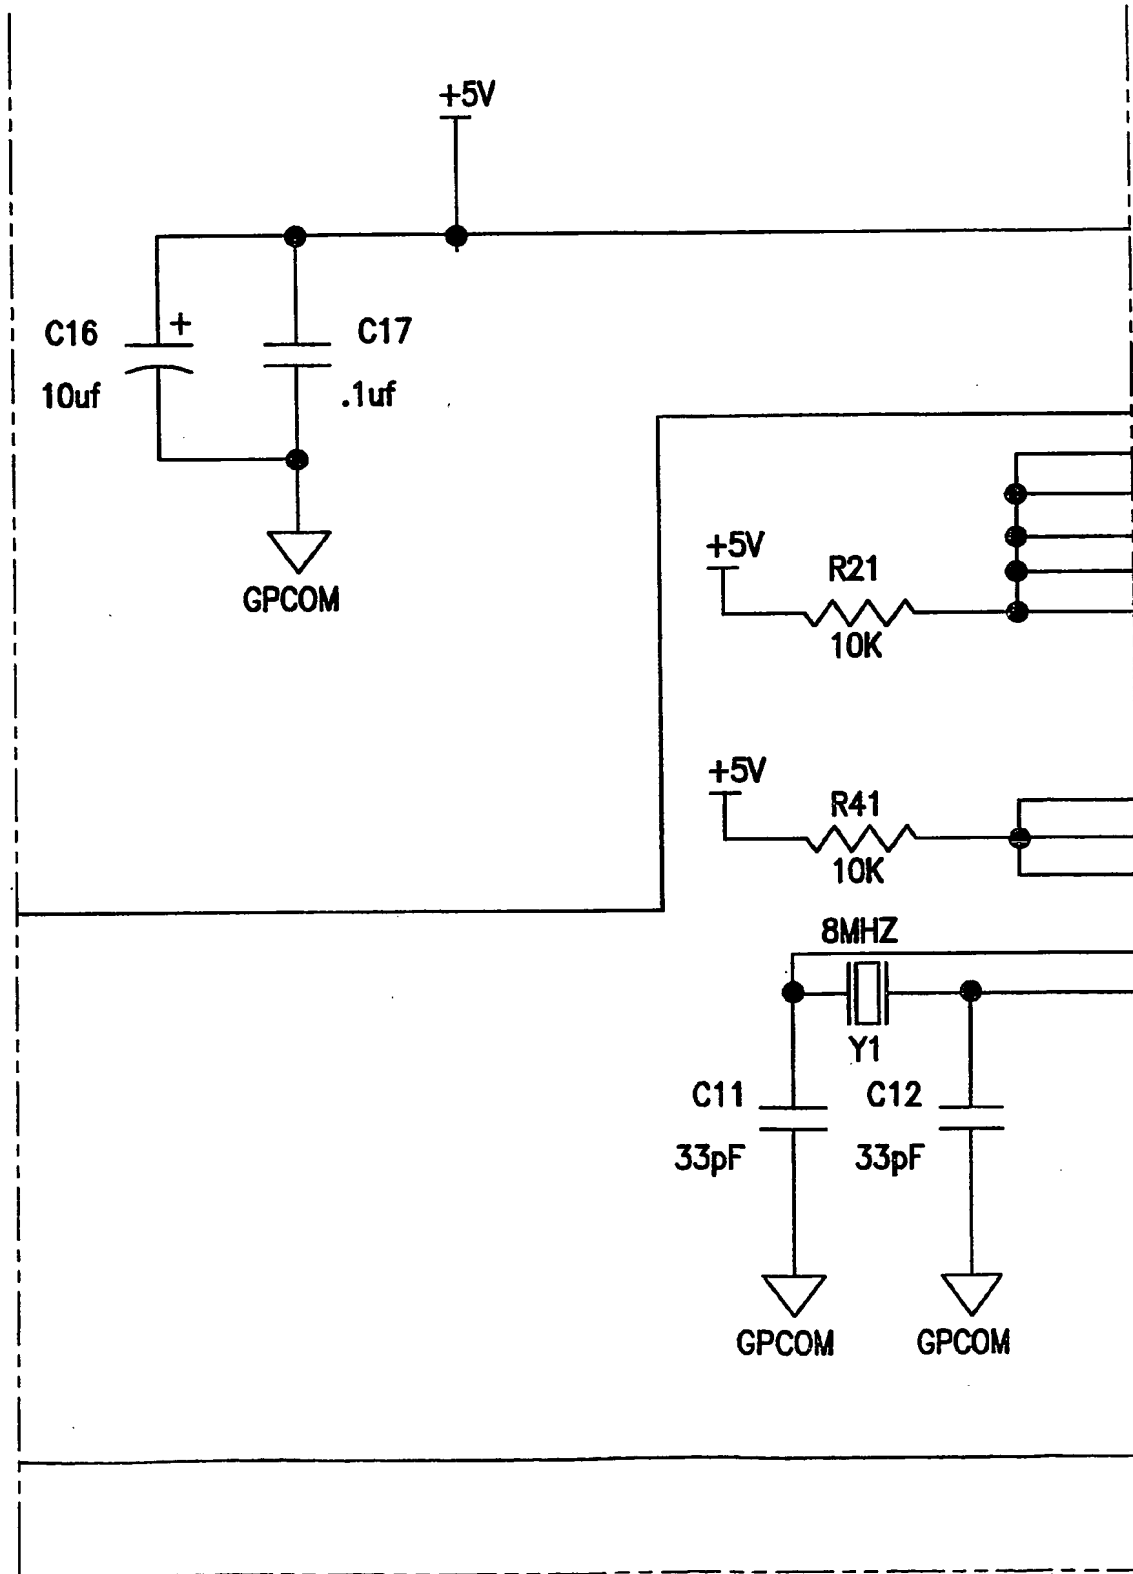 +5V
C16
+
C17
10uf
.1uf
GPCOM
+5V
R21
10K
+5V
R41
10K
8MHZ
Y1
C11
C12
33pF
33pF
GPCOM
GPCOM